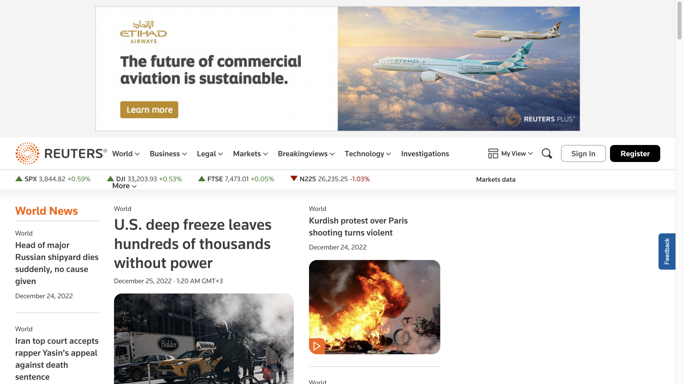 الإتحاد
ETIHAD
AIRWAYS
The future of commercial
aviation is sustainable.
Learn more
REUTERS PLUS
REUTERS®
World
Business
Legal
Markets
Breakingviews
Technology
Investigations
My View
Sign In
Register
SPX 3,844.82 +0.59%
DJI 33,203.93 +0.53%
FTSE 7,473.01 +0.05%
N225 26,235.25 -1.03%
More
Markets data
World News
World
Head of major
Russian shipyard dies
suddenly, no cause
given
December 24, 2022
World
Iran top court accepts
rapper Yasin's appeal
against death
sentence
World
U.S. deep freeze leaves
hundreds of thousands
without power
December 25, 2022 · 1:20 AM GMT+3
World
Kurdish protest over Paris
shooting turns violent
December 24, 2022
World
Feedback